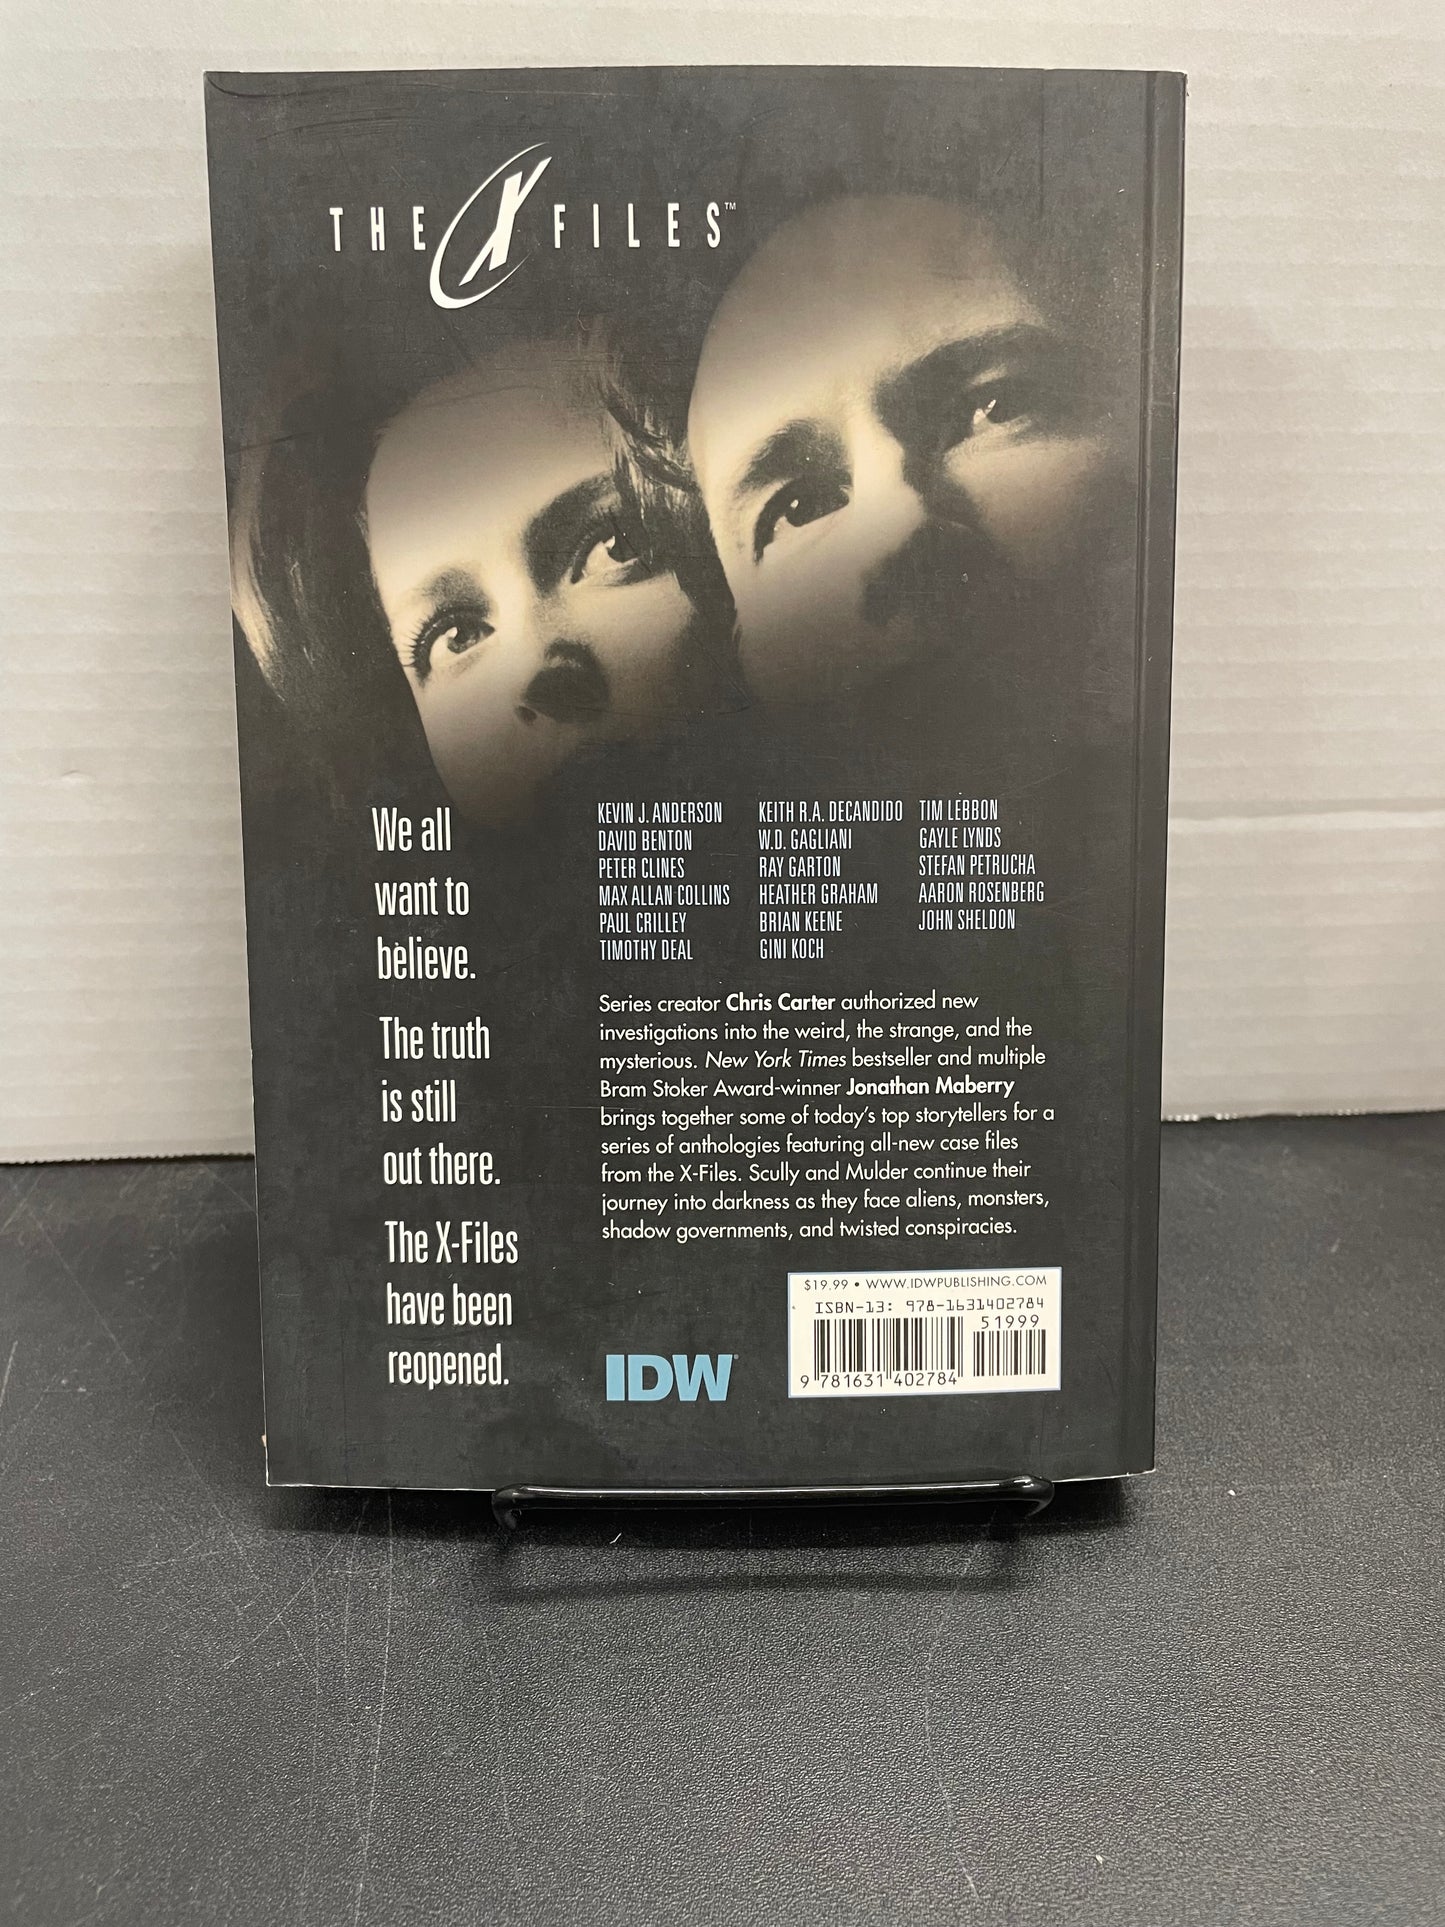 THE X FILES™
We all
want to
believe.
The truth
is still
out there.
The X-Files
have been
reopened.
KEVIN J. ANDERSON
DAVID BENTON
PETER CLINES
MAX ALLAN COLLINS
PAUL CRILLEY
TIMOTHY DEAL
KEITH R.A. DECANDIDO
W.D. GAGLIANI
RAY GARTON
HEATHER GRAHAM
BRIAN KEENE
GINI KOCH
TIM LEBBON
GAYLE LYNDS
STEFAN PETRUCHA
AARON ROSENBERG
JOHN SHELDON
Series creator Chris Carter authorized new
investigations into the weird, the strange, and the
mysterious. New York Times bestseller and multiple
Bram Stoker Award-winner Jonathan Maberry
brings together some of today's top storytellers for a
series of anthologies featuring all-new case files
from the X-Files. Scully and Mulder continue their
journey into darkness as they face aliens, monsters,
shadow governments, and twisted conspiracies.
IDW
$19.99 • WWW.IDWPUBLISHING.COM
ISBN-13: 978-1631402784
51999
9 781631 402784